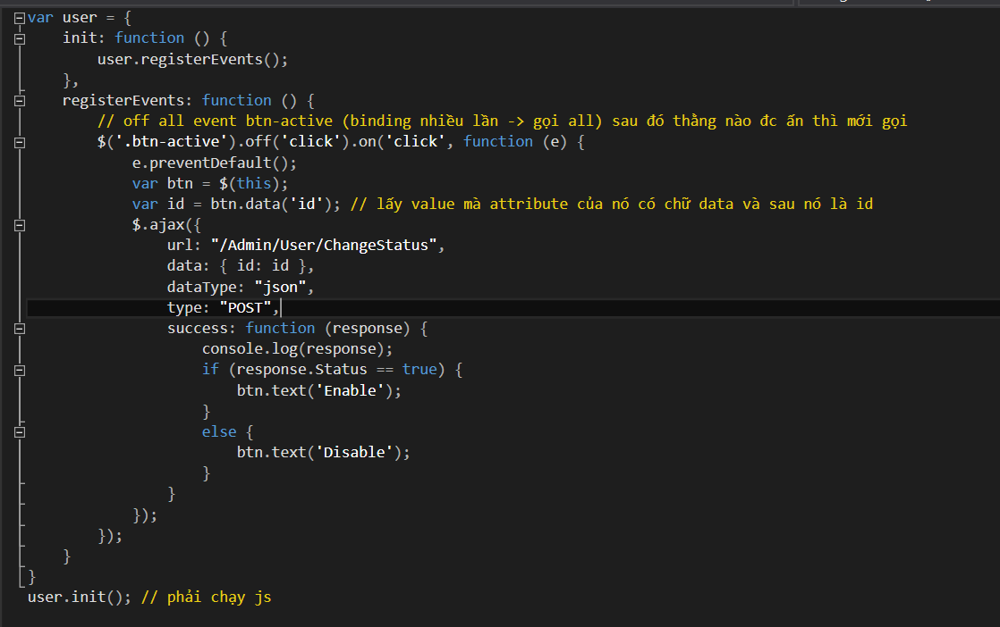 var user = {
    init: function () {
        user.registerEvents();
    },
    registerEvents: function () {
        // off all event btn-active (binding nhiều lần -> gọi all) sau đó thằng nào đc ấn thì mới gọi
        $('.btn-active').off('click').on('click', function (e) {
            e.preventDefault();
            var btn = $(this);
            var id = btn.data('id'); // lấy value mà attribute của nó có chữ data và sau nó là id
            $.ajax({
                url: "/Admin/User/ChangeStatus",
                data: { id: id },
                dataType: "json",
                type: "POST",
                success: function (response) {
                    console.log(response);
                    if (response.Status == true) {
                        btn.text('Enable');
                    }
                    else {
                        btn.text('Disable');
                    }
                }
            });
        });
    }
}
user.init(); // phải chạy js